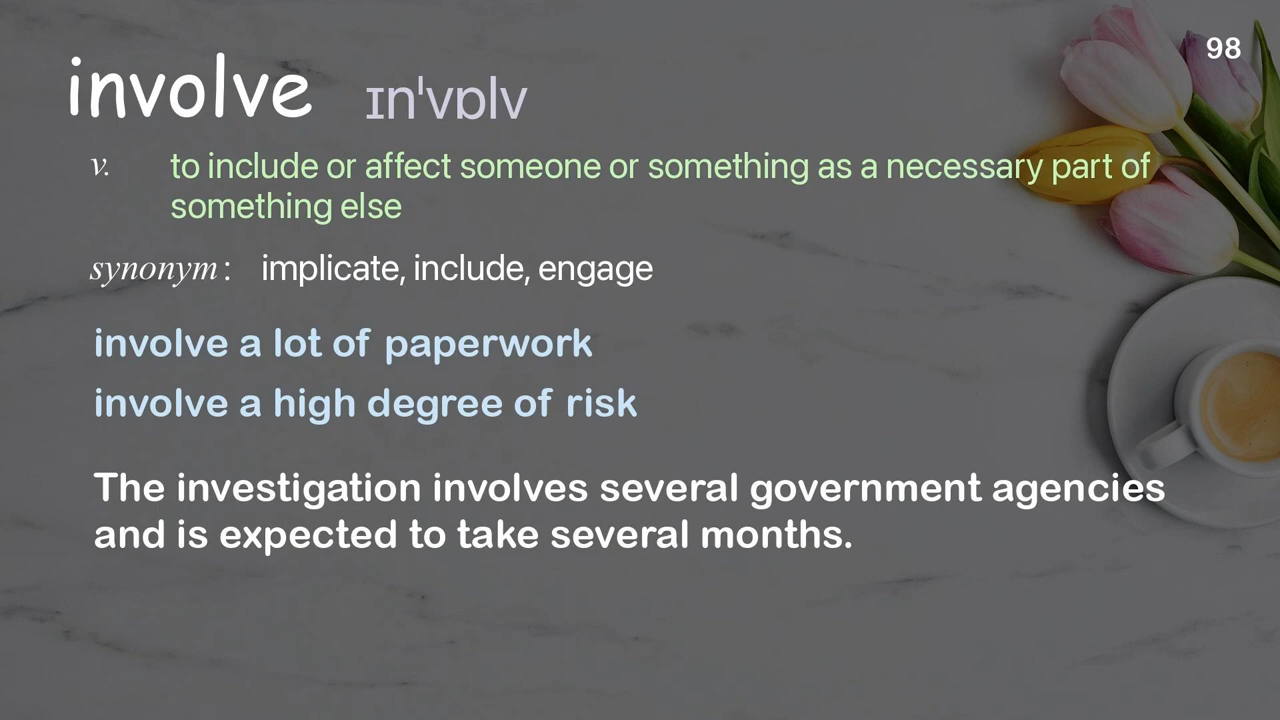 98
involve ɪnˈvɒlv
v. to include or affect someone or something as a necessary part of
something else
synonym: implicate, include, engage
involve a lot of paperwork
involve a high degree of risk
The investigation involves several government agencies
and is expected to take several months.